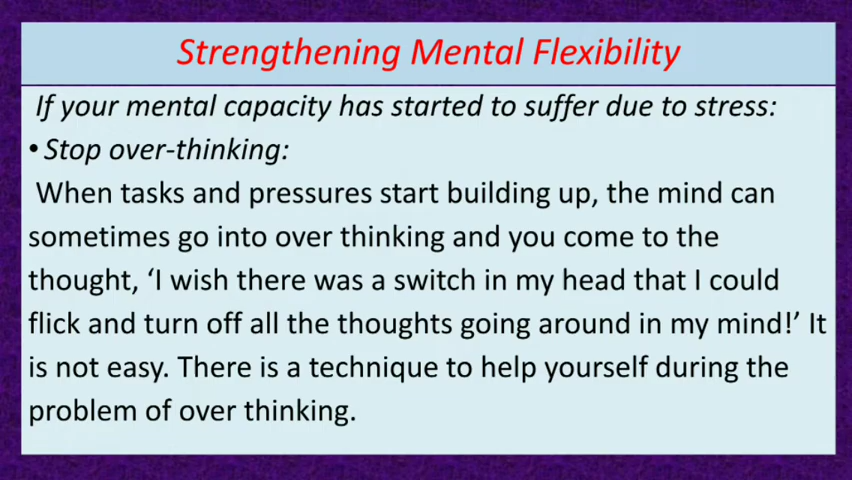 Strengthening Mental Flexibility
If your mental capacity has started to suffer due to stress:
• Stop over-thinking:
When tasks and pressures start building up, the mind can
sometimes go into over thinking and you come to the
thought, ‘I wish there was a switch in my head that I could
flick and turn off all the thoughts going around in my mind!’ It
is not easy. There is a technique to help yourself during the
problem of over thinking.